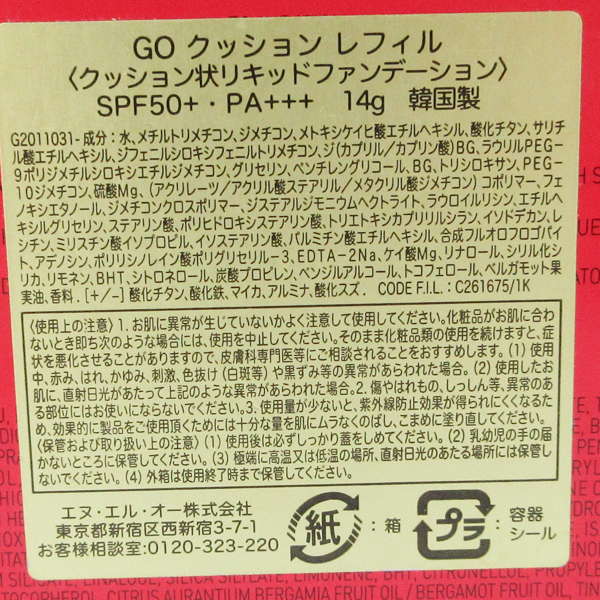 GO クッション レフィル
〈クッション状リキッドファンデーション〉
SPF50+・PA+++ 14g 韓国製
G2011031- 成分：水、メチルトリメチコン、ジメチコン、メトキシケイヒ酸エチルヘキシル、酸化チタン、サリチ
ル酸エチルヘキシル、ジフェニルシロキシフェニルトリメチコン、ジ(カプリル/カプリン酸)BG、ラウリルPEG-
9ポリジメチルシロキシエチルジメチコン、グリセリン、ペンチレングリコール、BG、トリシロキサン、PEG-
10ジメチコン、硫酸Mg、(アクリレーツ/アクリル酸ステアリル/メタクリル酸ジメチコン) コポリマー、フェ
ノキシエタノール、ジメチコンクロスポリマー、ジステアルジモニウムヘクトライト、ラウロイルリシン、エチルヘ
キシルグリセリン、ステアリン酸、ポリヒドロキシステアリン酸、トリエトキシカプリリルシラン、イソドデカン、レ
シチン、ミリスチン酸イソプロピル、イソステアリン酸、パルミチン酸エチルヘキシル、合成フルオロフロゴパイ
ト、アデノシン、ポリリシノレイン酸ポリグリセリル-3、EDTA-2Na、ケイ酸Mg、リナロール、シリル化シ
リカ、リモネン、BHT、シトロネロール、炭酸プロピレン、ベンジルアルコール、トコフェロール、ベルガモット果
実油、香料. [+/-] 酸化チタン、酸化鉄、マイカ、アルミナ、酸化スズ. CODE F.I.L.: C261675/1K
〈使用上の注意〉1. お肌に異常が生じていないかよく注意して使用してください。化粧品がお肌に合わ
ないとき即ち次のような場合には、使用を中止してください。そのまま化粧品類の使用を続けますと、症
状を悪化させることがありますので、皮膚科専門医等にご相談されることをおすすめします。(1) 使用
中、赤み、はれ、かゆみ、刺激、色抜け (白斑等) や黒ずみ等の異常があらわれた場合。(2) 使用したお
肌に、直射日光があたって上記のような異常があらわれた場合。2. 傷やはれもの、しっしん等、異常のあ
る部位にはお使いにならないでください。3. 使用量が少ないと、紫外線防止効果が得られにくくなるた
め、効果的に製品をご使用頂くためには十分な量を肌にムラなくのばし、こまめに塗り直してください。
〈保管および取り扱い上の注意〉(1) 使用後は必ずしっかり蓋をしめてください。(2) 乳幼児の手の届
かないところに保管してください。(3) 極端に高温又は低温の場所、直射日光のあたる場所には保管し
ないでください。(4) 外箱は使用終了時まで保管してください。
エヌ・エル・オー株式会社
東京都新宿区西新宿3-7-1
お客様相談室:0120-323-220
紙 :箱
プラ :容器
シール
SILICA SILYLATE, LIMONENE, BHT, CITRONELLOL, P
TOCOPHEROL, CITRUS AURANTIUM BERGAMIA FRUIT OIL / BERGAMOT FRUIT OIL,